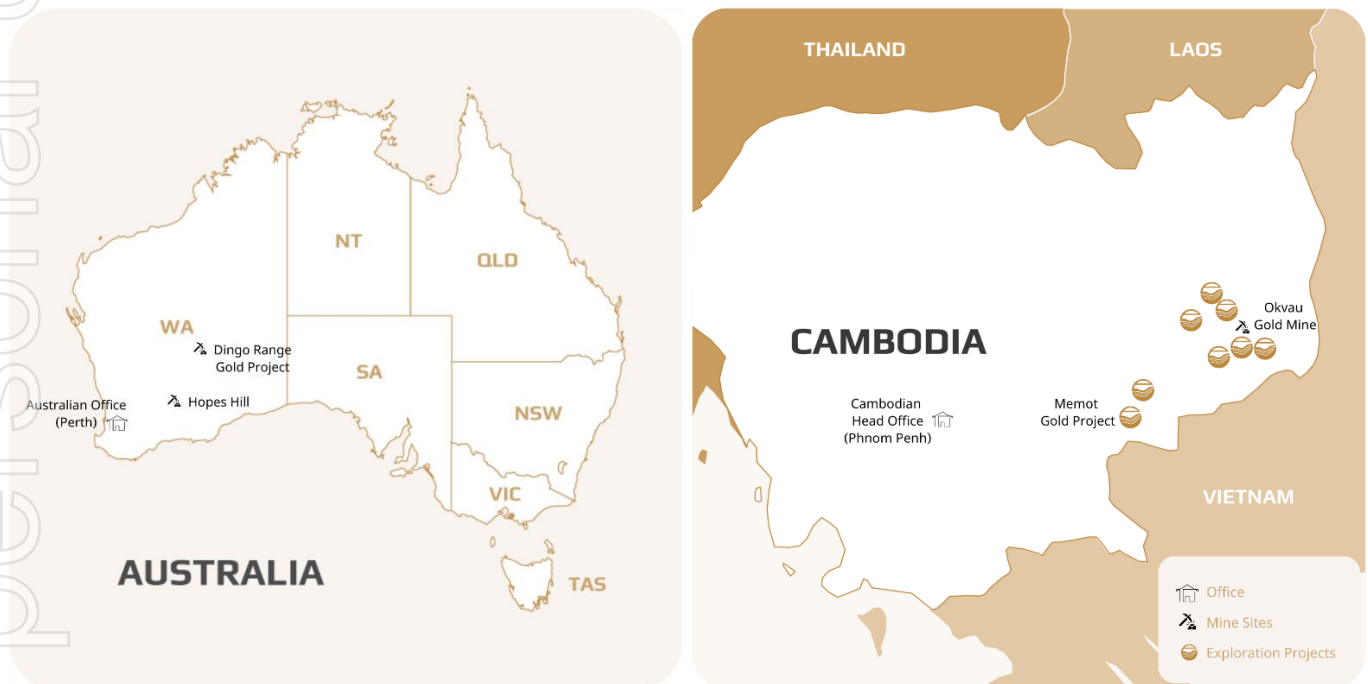 NT
QLD
WA
Dingo Range
Gold Project
SA
Hopes Hill
Australian Office
(Perth)
NSW
VIC
AUSTRALIA
TAS
THAILAND
LAOS
Okvau
Gold Mine
CAMBODIA
Cambodian
Head Office
(Phnom Penh)
Memot
Gold Project
VIETNAM
Office
Mine Sites
Exploration Projects